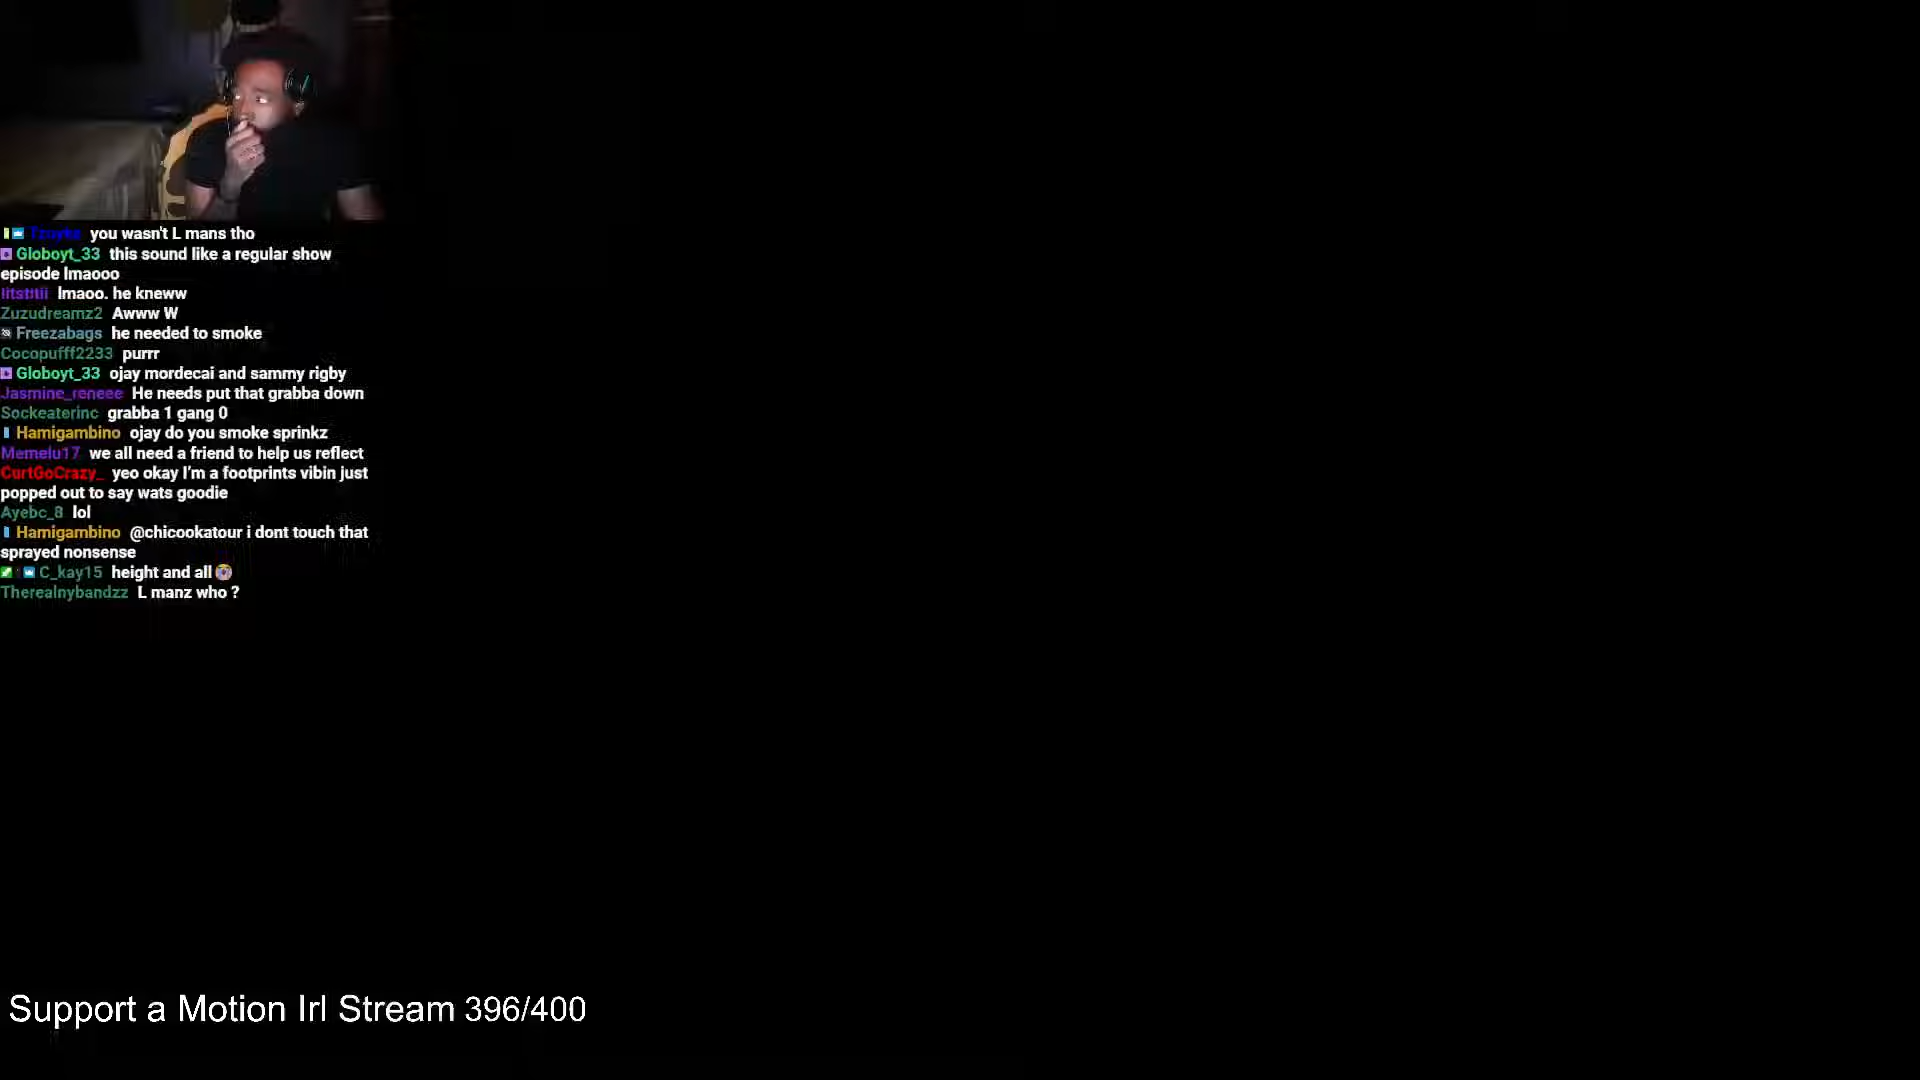 Tzuyka you wasn't L mans tho
Globoyt_33 this sound like a regular show
episode lmaooo
Iitstitii lmaoo. he kneww
Zuzudreamz2 Awww W
Freezabags he needed to smoke
Cocopufff2233 purrr
Globoyt_33 ojay mordecai and sammy rigby
Jasmine_reneee He needs put that grabba down
Sockeaterinc grabba 1 gang 0
Hamigambino ojay do you smoke sprinkz
Memelu17 we all need a friend to help us reflect
CurtGoCrazy_ yeo okay I'm a footprints vibin just
popped out to say wats goodie
Ayebc_8 lol
Hamigambino @chicookatour i dont touch that
sprayed nonsense
C_kay15 height and all
Therealnybandzz L manz who ?
Support a Motion Irl Stream 396/400